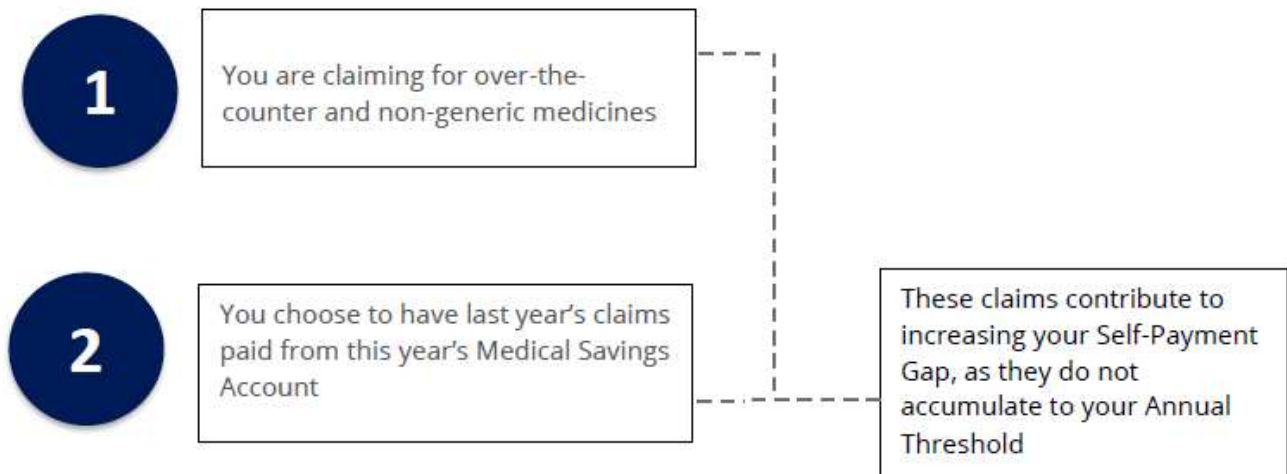 1
You are claiming for over-the-
counter and non-generic medicines
2
You choose to have last year's claims
paid from this year's Medical Savings
Account
These claims contribute to
increasing your Self-Payment
Gap, as they do not
accumulate to your Annual
Threshold